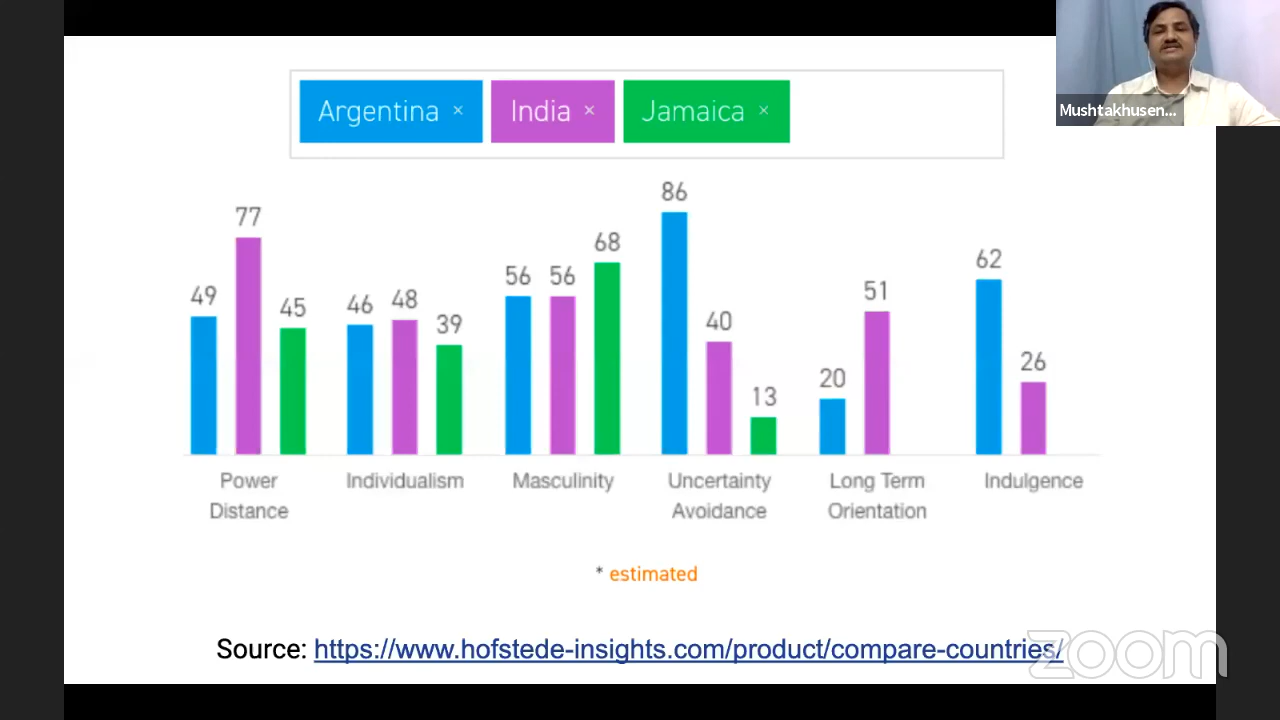 Argentina ×
India ×
Jamaica ×
Mushtakhusen...
49
77
45
46
48
39
56
56
68
86
40
13
20
51
62
26
Power
Distance
Individualism
Masculinity
Uncertainty
Avoidance
Long Term
Orientation
Indulgence
* estimated
Source: https://www.hofstede-insights.com/product/compare-countries/
zoom